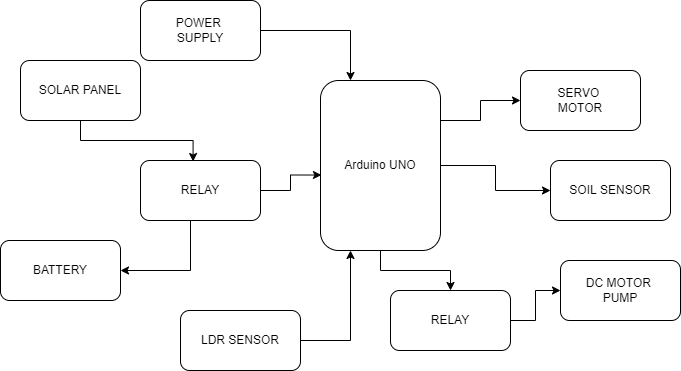 POWER
SUPPLY
SOLAR PANEL
SERVO
MOTOR
Arduino UNO
RELAY
SOIL SENSOR
BATTERY
DC MOTOR
PUMP
RELAY
LDR SENSOR